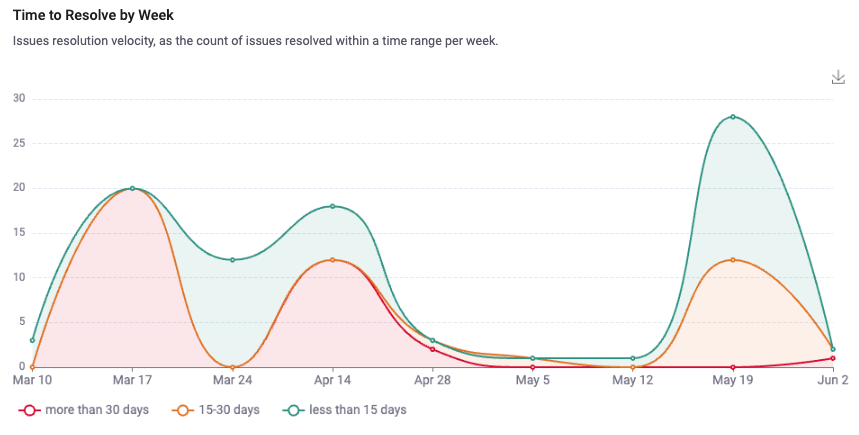 Time to Resolve by Week
Issues resolution velocity, as the count of issues resolved within a time range per week.
30
25
20
15
10
5
0
Mar 10 Mar 17 Mar 24 Apr 14 Apr 28 May 5 May 12 May 19 Jun 2
more than 30 days 15-30 days less than 15 days